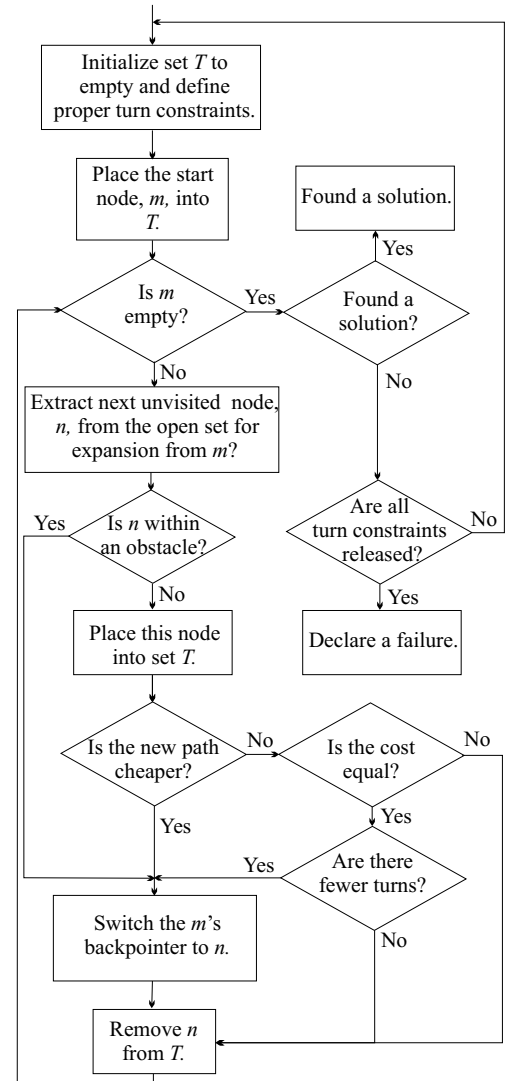 Initialize set T to
empty and define
proper turn constraints.
Place the start
node, m, into
T.
Found a solution.
Yes
Is m
empty?
Yes
Found a
solution?
No
No
Extract next unvisited node,
n, from the open set for
expansion from m?
Yes
Is n within
an obstacle?
Are all
turn constraints
released?
No
No
Yes
Place this node
into set T.
Declare a failure.
Is the new path
cheaper?
No
Is the cost
equal?
No
Yes
Yes
Yes
Are there
fewer turns?
Switch the m's
backpointer to n.
No
Remove n
from T.